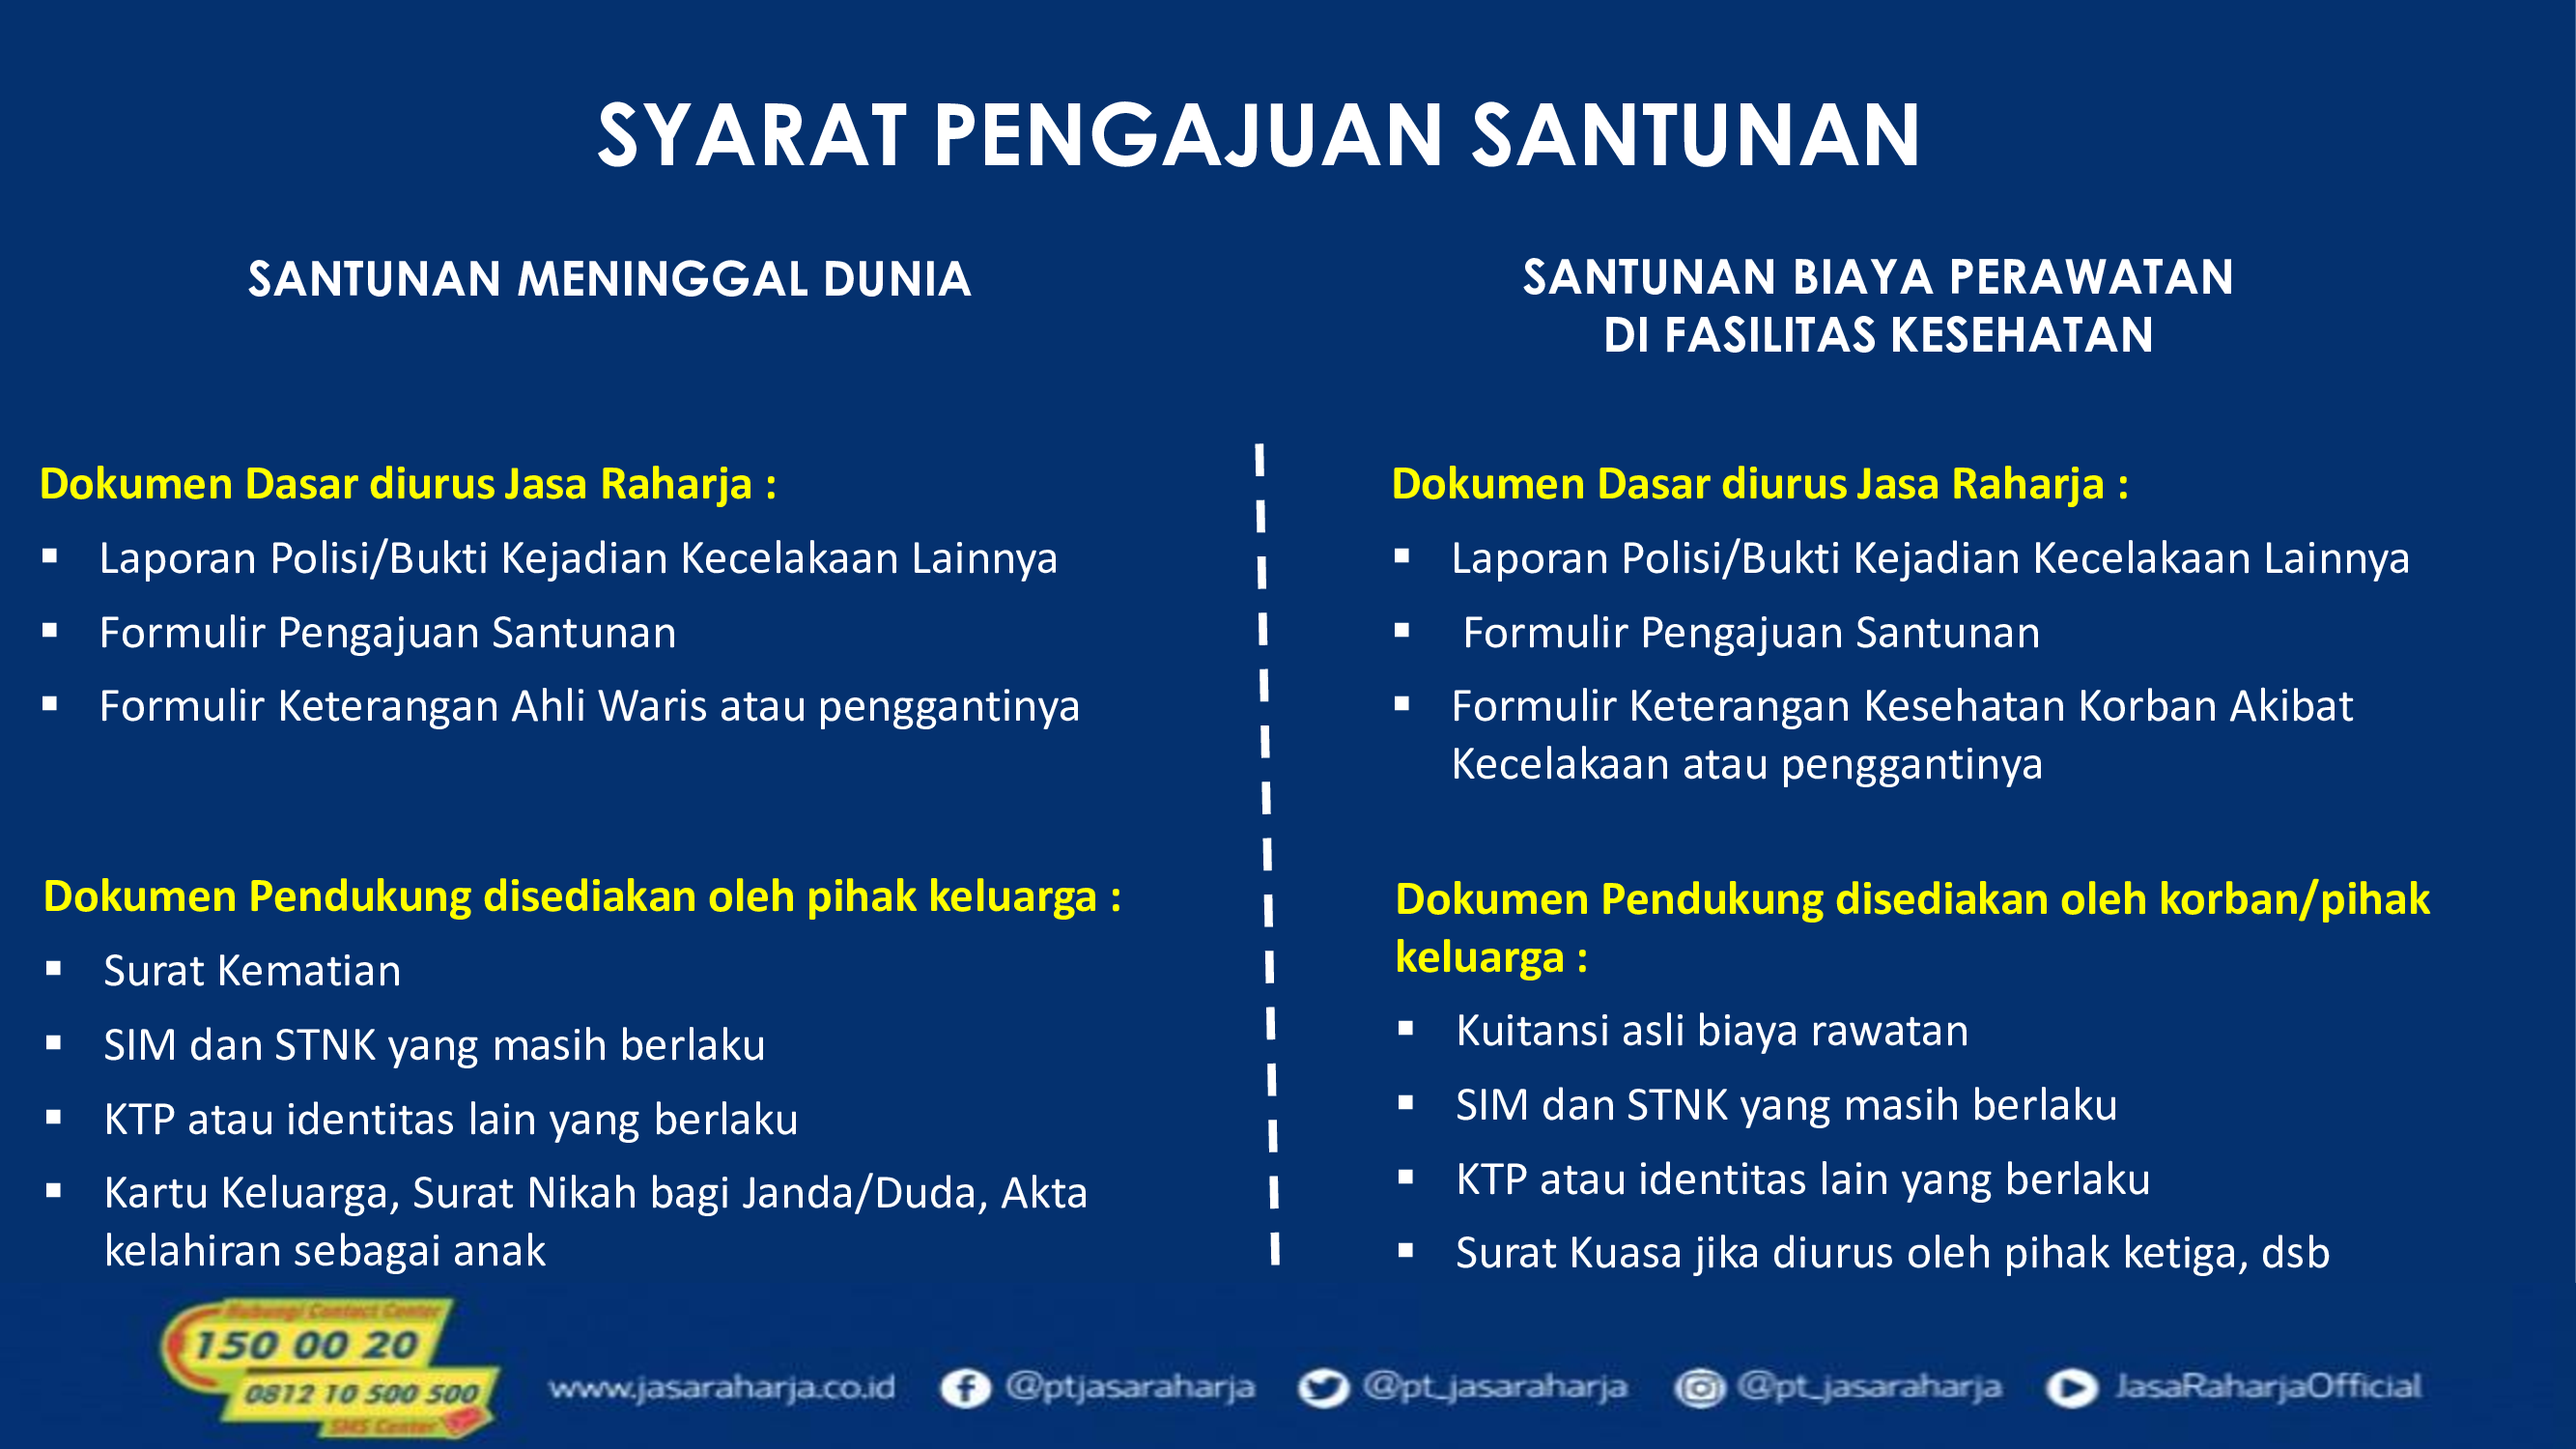 SYARAT PENGAJUAN SANTUNAN
SANTUNAN MENINGGAL DUNIA
Dokumen Dasar diurus Jasa Raharja :
▪ Laporan Polisi/Bukti Kejadian Kecelakaan Lainnya
▪ Formulir Pengajuan Santunan
▪ Formulir Keterangan Ahli Waris atau penggantinya
Dokumen Pendukung disediakan oleh pihak keluarga :
▪ Surat Kematian
▪ SIM dan STNK yang masih berlaku
▪ KTP atau identitas lain yang berlaku
▪ Kartu Keluarga, Surat Nikah bagi Janda/Duda, Akta
kelahiran sebagai anak
SANTUNAN BIAYA PERAWATAN
DI FASILITAS KESEHATAN
Dokumen Dasar diurus Jasa Raharja :
▪ Laporan Polisi/Bukti Kejadian Kecelakaan Lainnya
▪ Formulir Pengajuan Santunan
▪ Formulir Keterangan Kesehatan Korban Akibat
Kecelakaan atau penggantinya
Dokumen Pendukung disediakan oleh korban/pihak
keluarga :
▪ Kuitansi asli biaya rawatan
▪ SIM dan STNK yang masih berlaku
▪ KTP atau identitas lain yang berlaku
▪ Surat Kuasa jika diurus oleh pihak ketiga, dsb
Hubungi Contact Center
150 00 20
0812 10 500 500
SMS Center
www.jasaraharja.co.id
@ptjasaraharja
@pt_jasaraharja
@pt_jasaraharja
JasaRaharjaOfficial